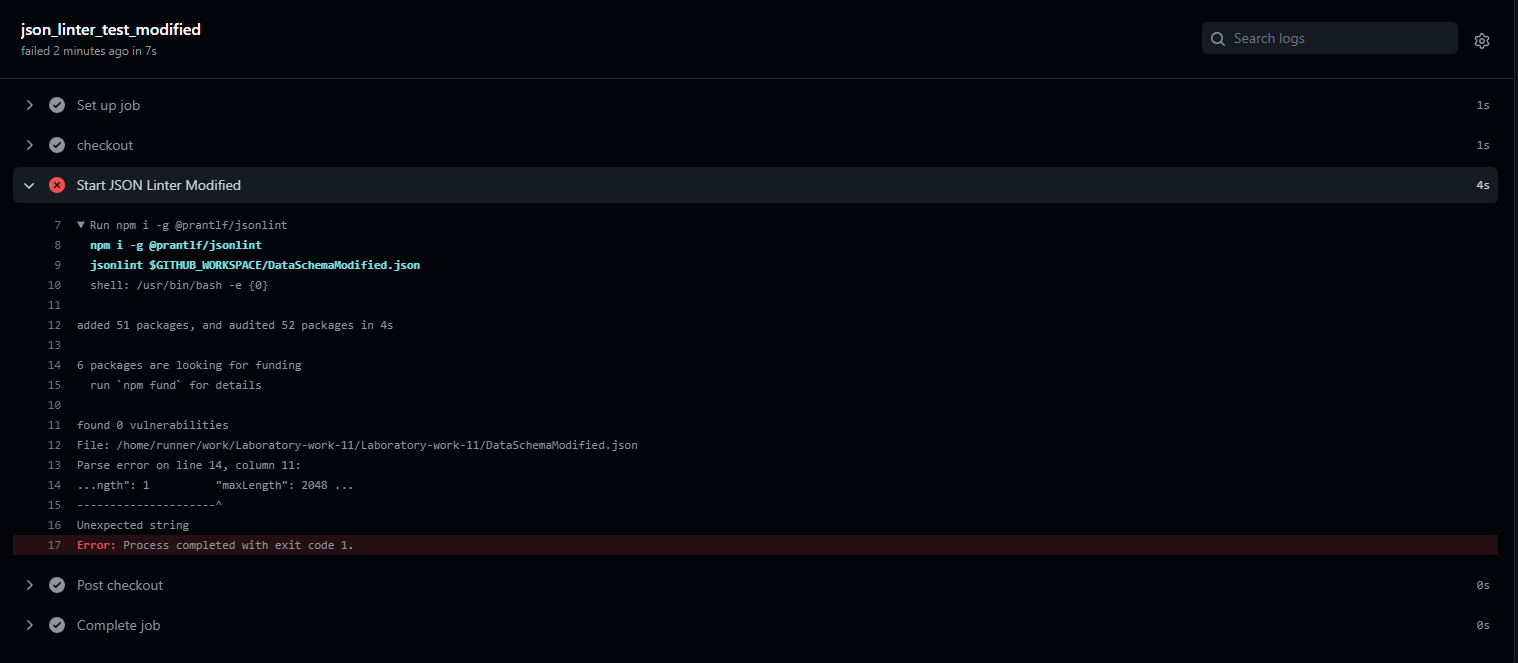 json_linter_test_modified
failed 2 minutes ago in 7s
Search logs
Set up job 1s
checkout 1s
Start JSON Linter Modified 4s
7 ▼ Run npm i -g @prantlf/jsonlint
8 npm i -g @prantlf/jsonlint
9 jsonlint $GITHUB_WORKSPACE/DataSchemaModified.json
10 shell: /usr/bin/bash -e {0}
11
12 added 51 packages, and audited 52 packages in 4s
13
14 6 packages are looking for funding
15 run `npm fund` for details
10
11 found 0 vulnerabilities
12 File: /home/runner/work/Laboratory-work-11/Laboratory-work-11/DataSchemaModified.json
13 Parse error on line 14, column 11:
14 ...ngth": 1          "maxLength": 2048 ...
15 ---------------------^
16 Unexpected string
17 Error: Process completed with exit code 1.
Post checkout 0s
Complete job 0s